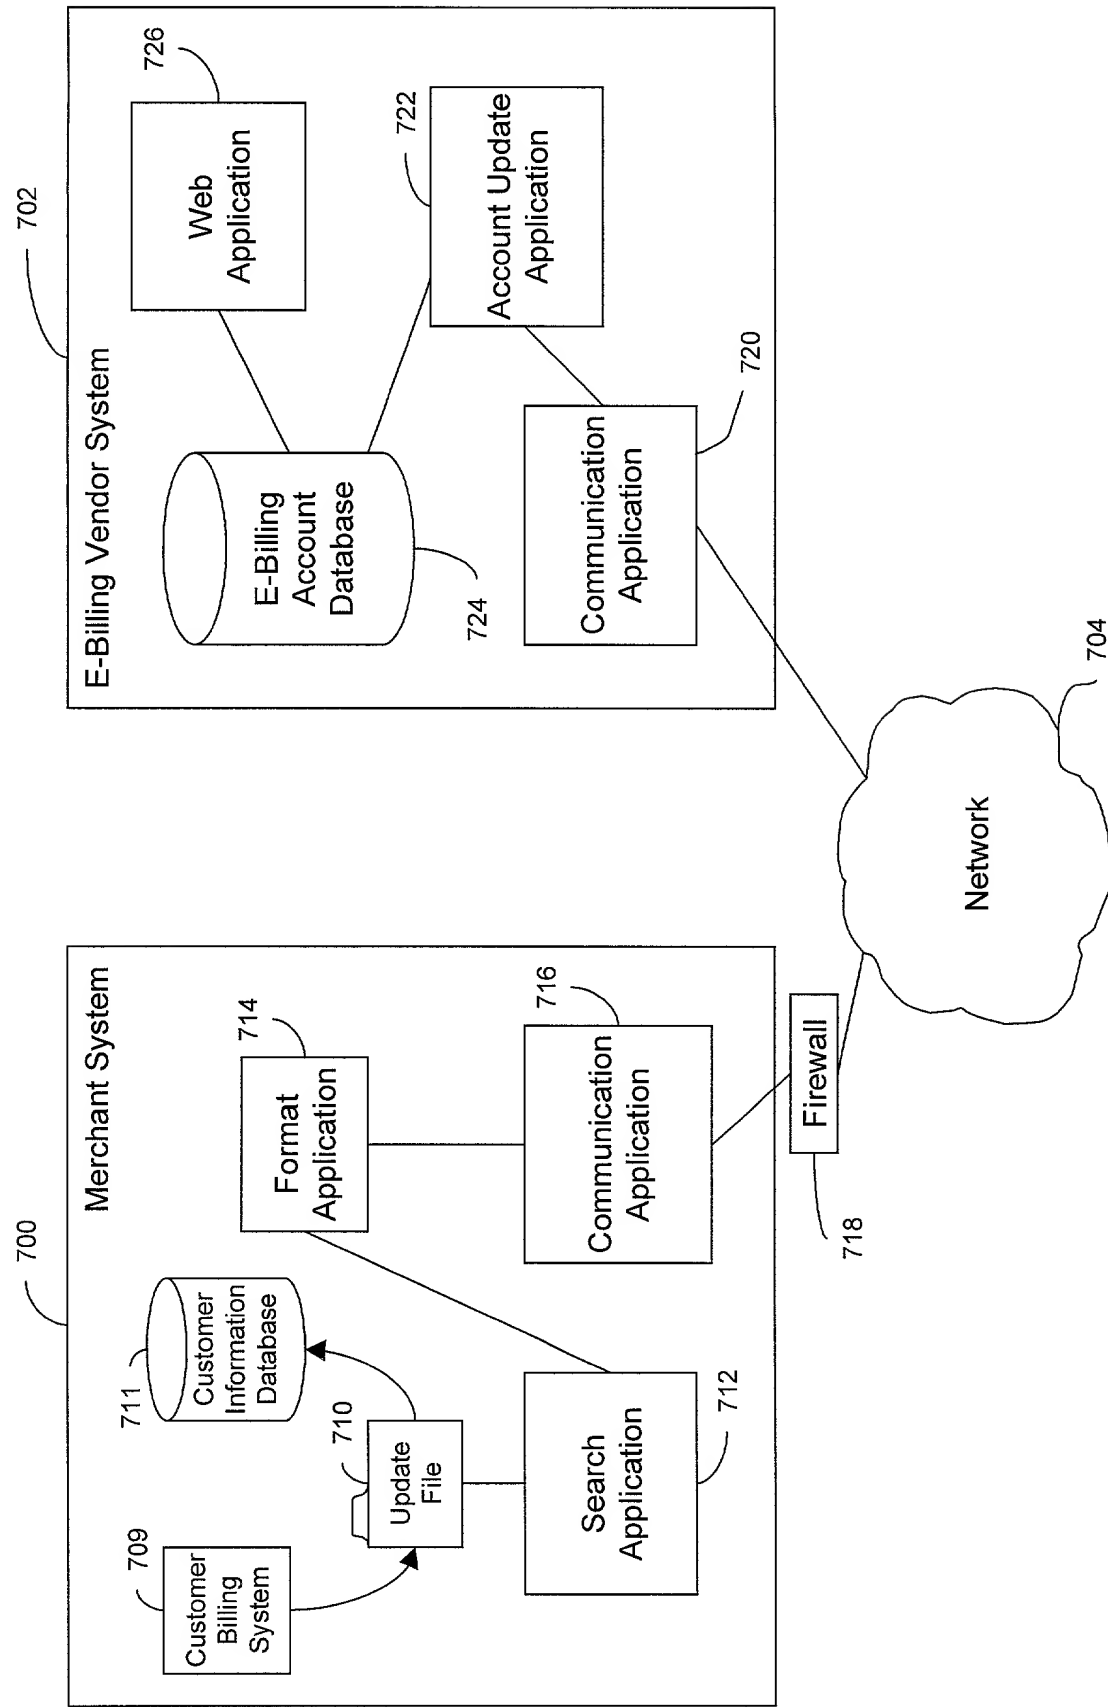 700
Merchant System
709
Customer
Billing
System
710
Update
File
711
Customer
Information
Database
712
Search
Application
714
Format
Application
716
Communication
Application
718
Firewall
Network
704
702
E-Billing Vendor System
E-Billing
Account
Database
724
Web
Application
726
Account Update
Application
722
Communication
Application
720